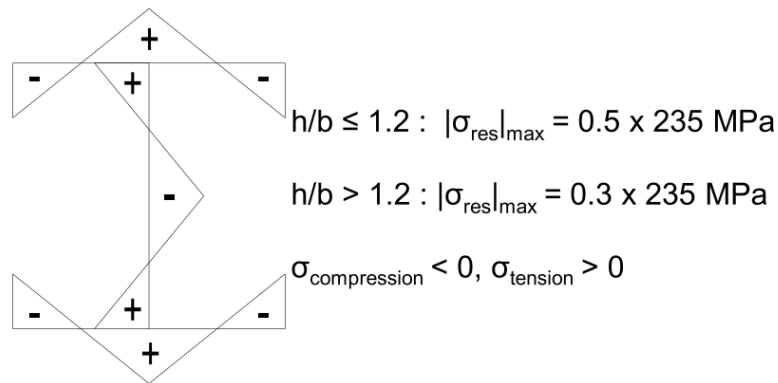 +
- + -
h/b ≤ 1.2 : |σres|max = 0.5 x 235 MPa
- h/b > 1.2 : |σres|max = 0.3 x 235 MPa
σcompression < 0, σtension > 0
- + -
+